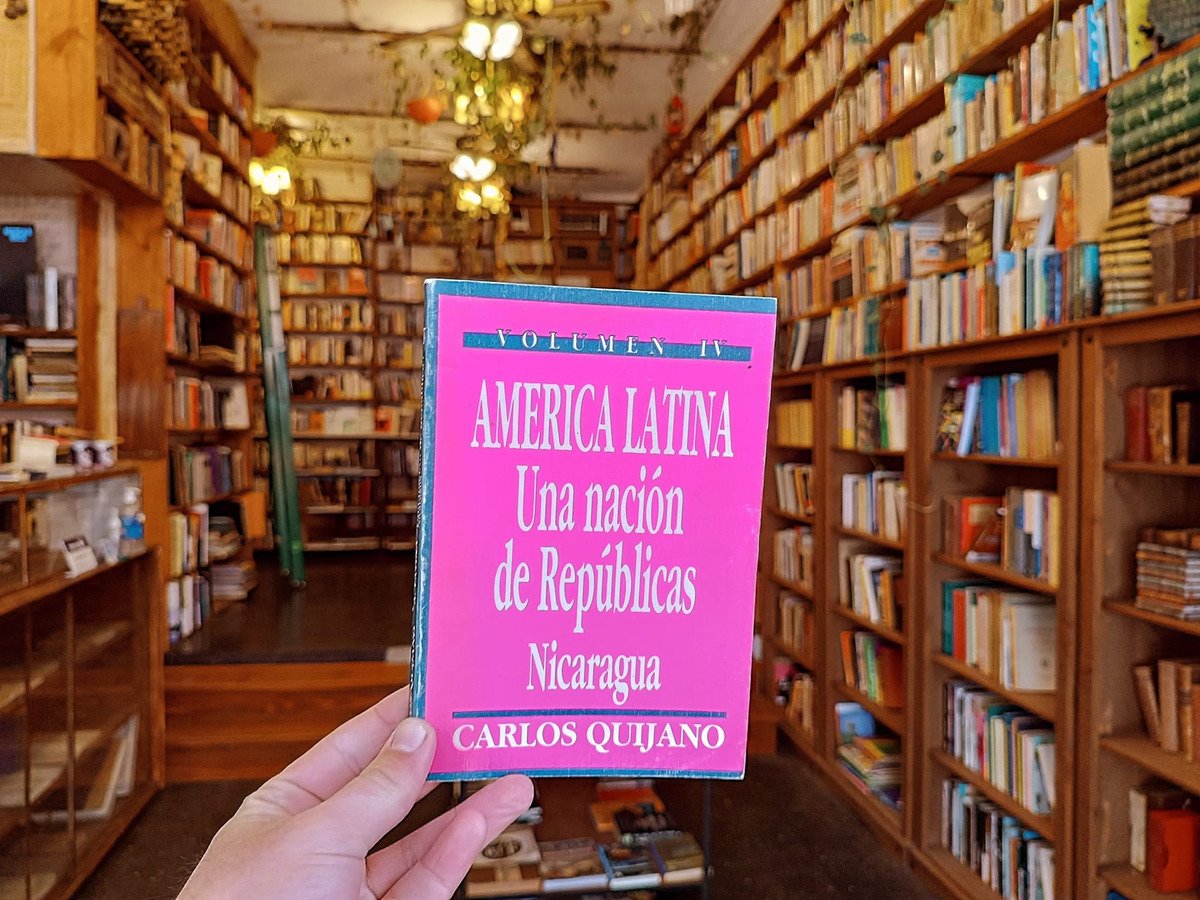 VOLUMEN IV
AMERICA LATINA
Una nación
de Repúblicas
Nicaragua
CARLOS QUIJANO